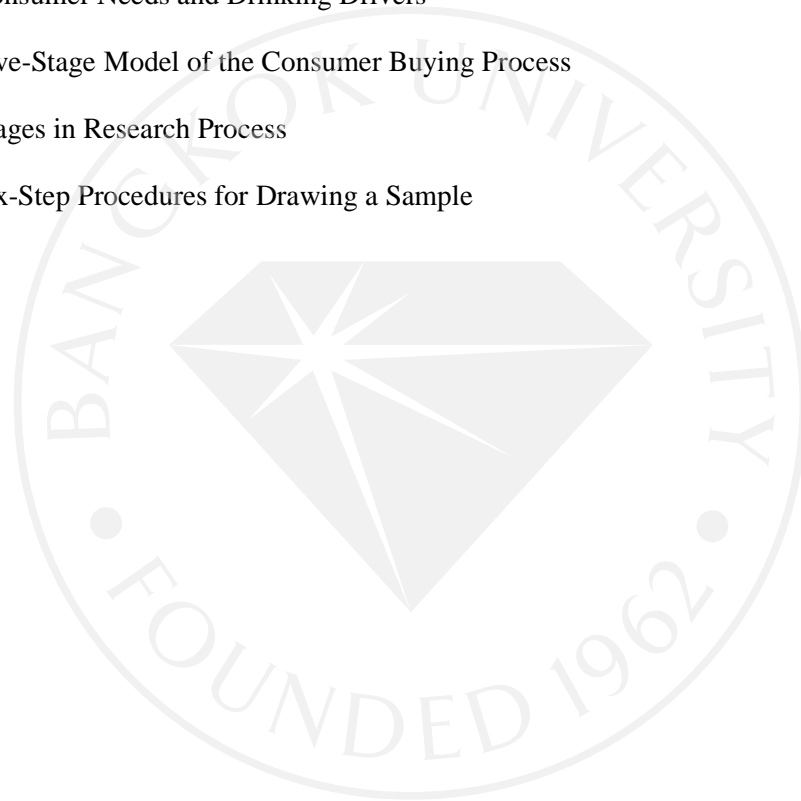 onsumer Needs and Drinking Drivers
ve-Stage Model of the Consumer Buying Process
ages in Research Process
x-Step Procedures for Drawing a Sample
BANGKOK UNIVERSITY
FOUNDED 1962